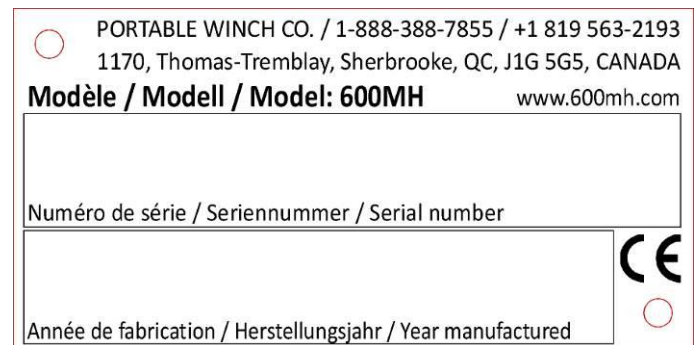 PORTABLE WINCH CO. / 1-888-388-7855 / +1 819 563-2193
1170, Thomas-Tremblay, Sherbrooke, QC, J1G 5G5, CANADA
Modèle / Modell / Model: 600MH www.600mh.com
Numéro de série / Seriennummer / Serial number
CE
Année de fabrication / Herstellungsjahr / Year manufactured